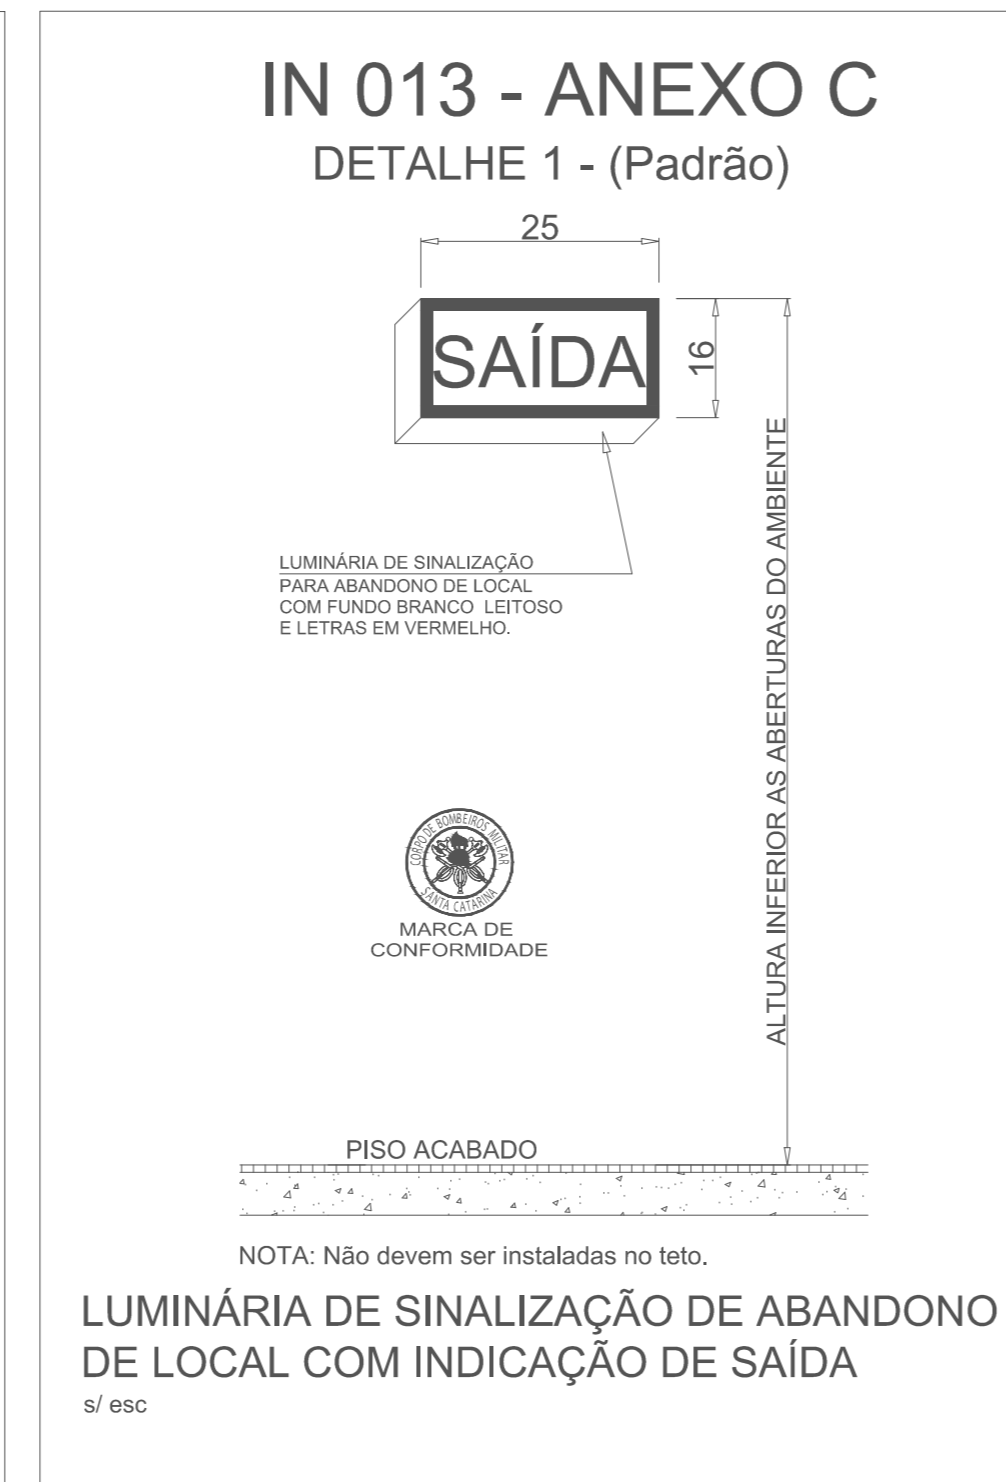 IN 013 - ANEXO C
DETALHE 1 - (Padrão)
25
SAÍDA
16
LUMINÁRIA DE SINALIZAÇÃO
PARA ABANDONO DE LOCAL
COM FUNDO BRANCO LEITOSO
E LETRAS EM VERMELHO.
ALTURA INFERIOR AS ABERTURAS DO AMBIENTE
CORPO DE BOMBEIROS MILITAR
SANTA CATARINA
MARCA DE
CONFORMIDADE
PISO ACABADO
NOTA: Não devem ser instaladas no teto.
LUMINÁRIA DE SINALIZAÇÃO DE ABANDONO
DE LOCAL COM INDICAÇÃO DE SAÍDA
s/ esc